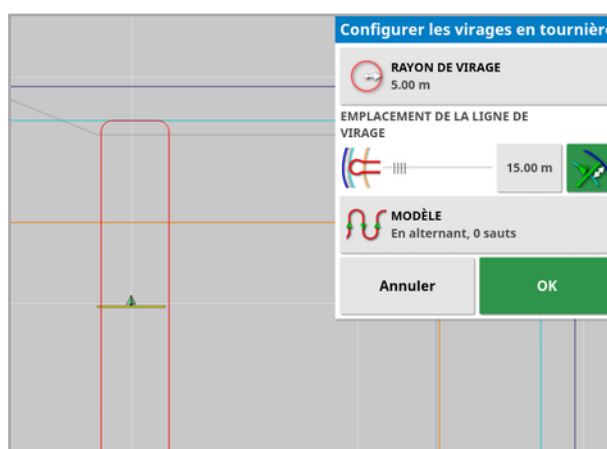 Configurer les virages en tournière
RAYON DE VIRAGE
5.00 m
EMPLACEMENT DE LA LIGNE DE
VIRAGE
15.00 m
MODÈLE
En alternant, 0 sauts
Annuler
OK